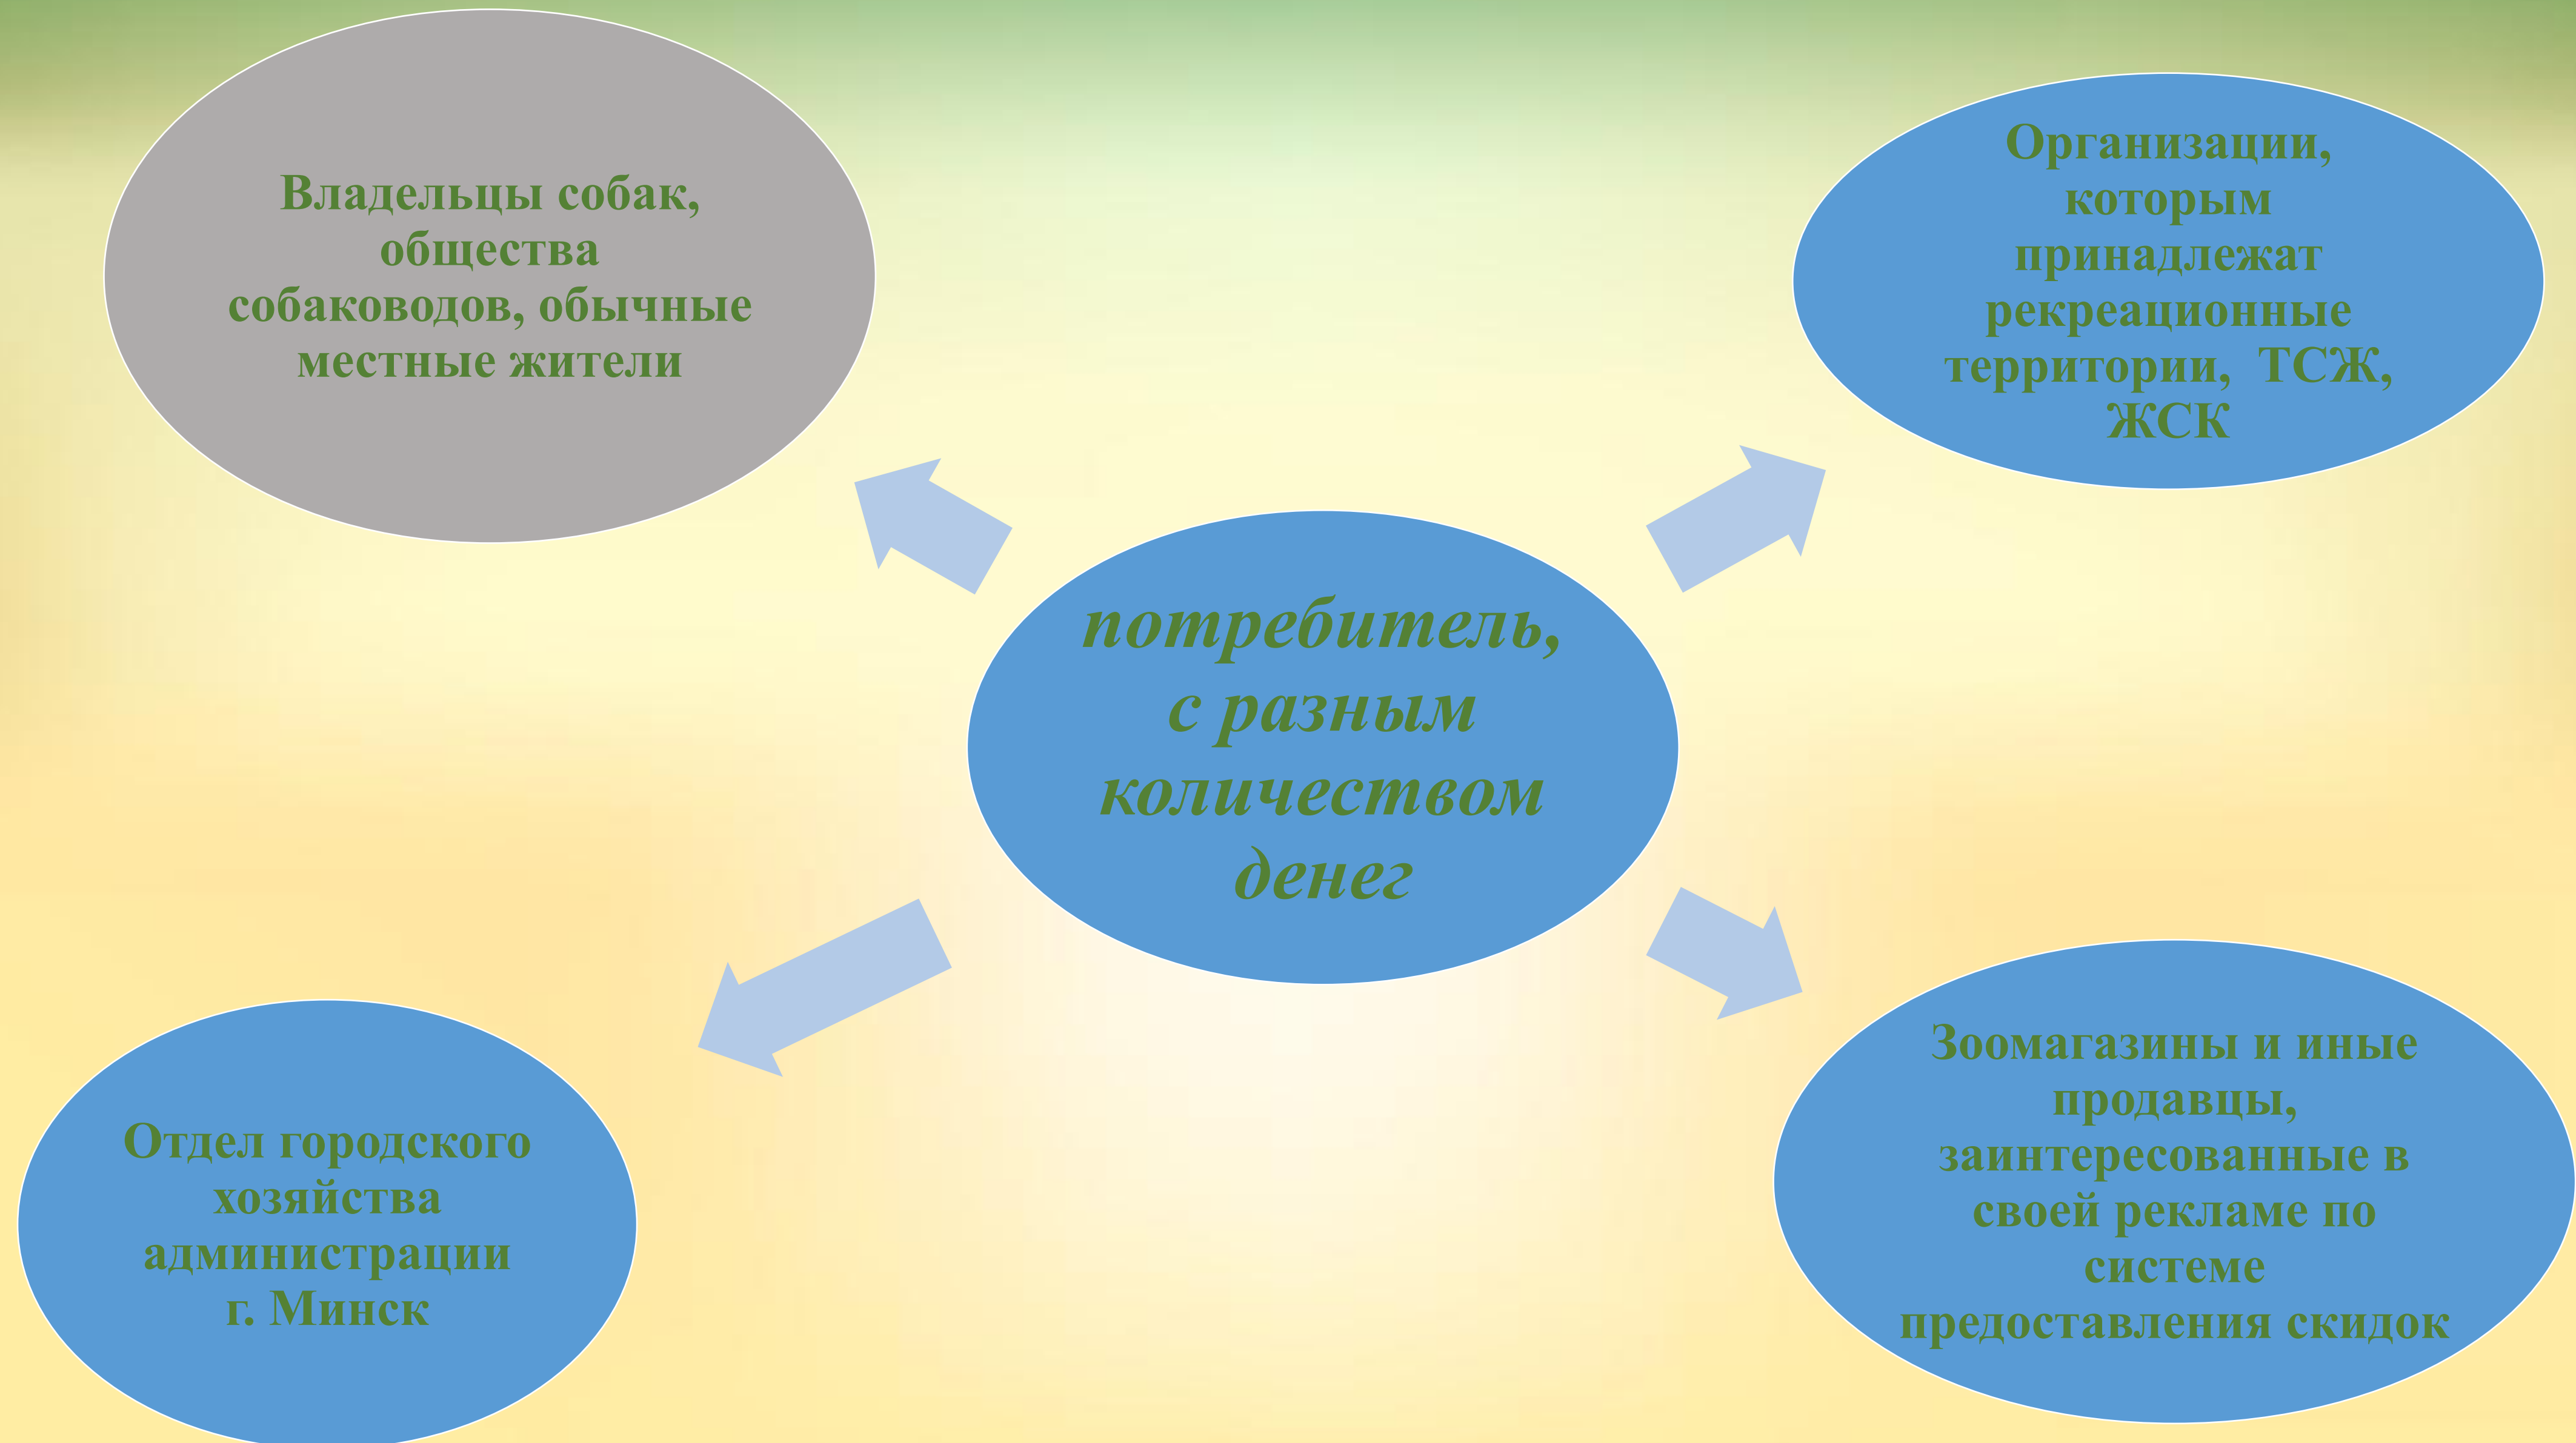 Владельцы собак,
общества
собаководов, обычные
местные жители
Организации,
которым
принадлежат
рекреационные
территории, ТСЖ,
ЖСК
потребитель,
с разным
количеством
денег
Отдел городского
хозяйства
администрации
г. Минск
Зоомагазины и иные
продавцы,
заинтересованные в
своей рекламе по
системе
предоставления скидок